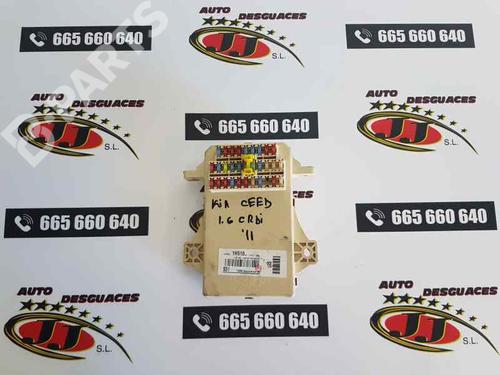 AUTO
DESGUACES
JJ
S.L.
665 660 640
AUTO
DESGUACES
JJ
S.L.
665 660 640
PARTS
AUTO
DESGUACES
JJ
S.L.
665 660 640
AUTO
DESGUACES
JJ
S.L.
KIA CEED
1.6 CRDi
'11
1H510
665 660 640
665 660 640
AUTO
DESGUACES
JJ
S.L.
AUTO
DESGUACES
JJ
S.L.
665 660 640